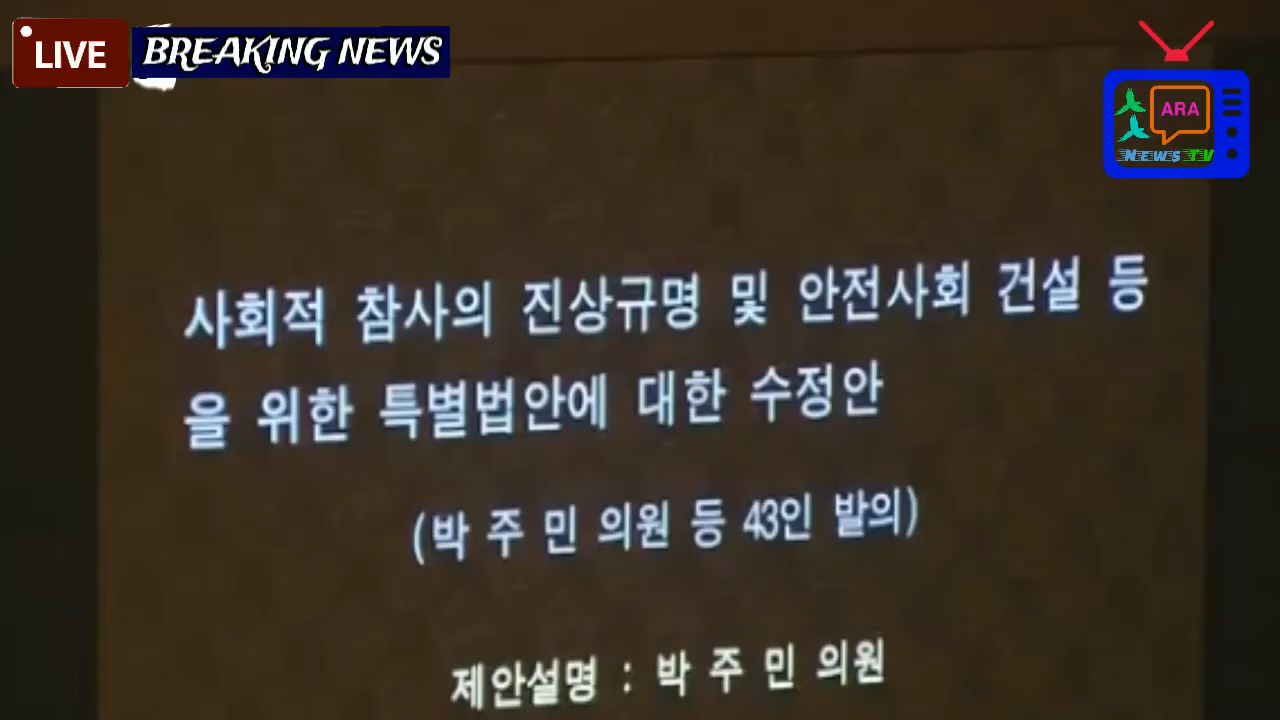 LIVE
BREAKING NEWS
ARA
NEWS TV
사회적 참사의 진상규명 및 안전사회 건설 등
을 위한 특별법안에 대한 수정안
(박 주 민 의원 등 43인 발의)
제안설명 : 박 주 민 의원